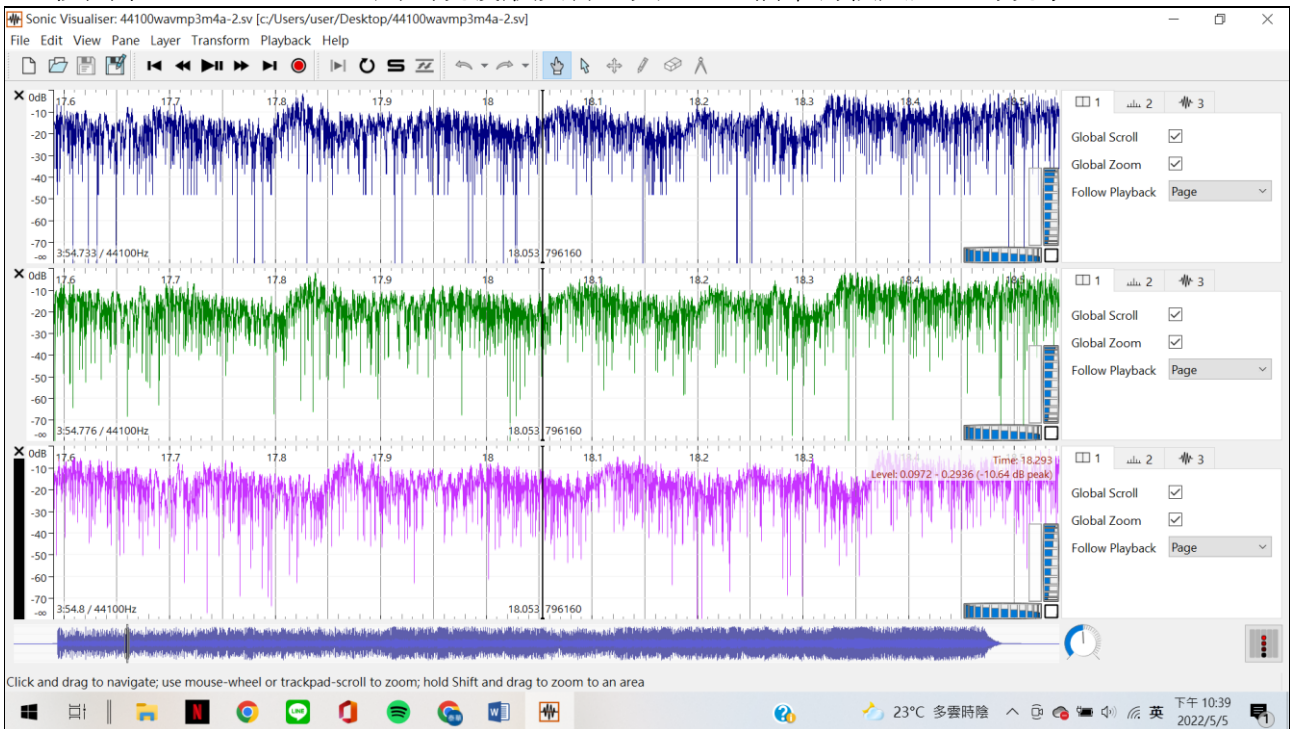 Sonic Visualiser: 44100wavmp3m4a-2.sv [c:/Users/user/Desktop/44100wavmp3m4a-2.sv]
File Edit View Pane Layer Transform Playback Help
0dB 17.6 17.7 17.8 17.9 18 18.1 18.2 18.3 18.4 18.5
-10
-20
-30
-40
-50
-60
-70
-∞ 3:54.733 / 44100Hz 18.053 796160
1 2 3
Global Scroll
Global Zoom
Follow Playback Page
0dB 17.6 17.7 17.8 17.9 18 18.1 18.2 18.3 18.4 18.5
-10
-20
-30
-40
-50
-60
-70
-∞ 3:54.776 / 44100Hz 18.053 796160
1 2 3
Global Scroll
Global Zoom
Follow Playback Page
0dB 17.6 17.7 17.8 17.9 18 18.1 18.2 18.3 Time: 18.293
Level: 0.0972 - 0.2936 (-10.64 dB peak)
-10
-20
-30
-40
-50
-60
-70
-∞ 3:54.8 / 44100Hz 18.053 796160
1 2 3
Global Scroll
Global Zoom
Follow Playback Page
Click and drag to navigate; use mouse-wheel or trackpad-scroll to zoom; hold Shift and drag to zoom to an area
23°C 多雲時陰 英 下午 10:39
2022/5/5